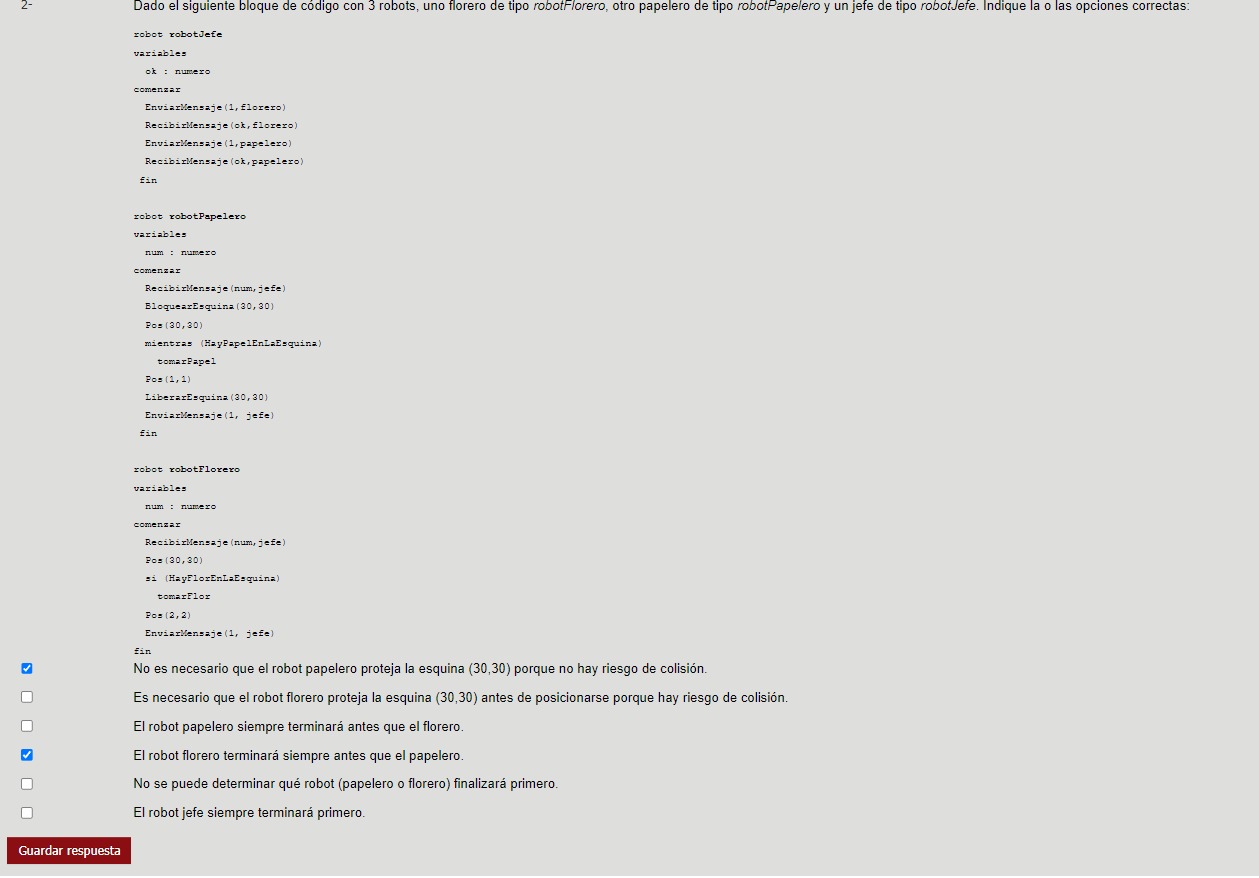 2-
Dado el siguiente bloque de código con 3 robots, uno florero de tipo robotFlorero, otro papelero de tipo robotPapelero y un jefe de tipo robotJefe. Indique la o las opciones correctas:
robot robotJefe
variables
ok : numero
comenzar
EnviarMensaje(1,florero)
RecibirMensaje(ok,florero)
EnviarMensaje(1,papelero)
RecibirMensaje(ok,papelero)
fin
robot robotPapelero
variables
num : numero
comenzar
RecibirMensaje(num,jefe)
BloquearEsquina(30,30)
Pos(30,30)
mientras (HayPapelEnLaEsquina)
tomarPapel
Pos(1,1)
LiberarEsquina(30,30)
EnviarMensaje(1, jefe)
fin
robot robotFlorero
variables
num : numero
comenzar
RecibirMensaje(num,jefe)
Pos(30,30)
si (HayFlorEnLaEsquina)
tomarFlor
Pos(2,2)
EnviarMensaje(1, jefe)
fin
No es necesario que el robot papelero proteja la esquina (30,30) porque no hay riesgo de colisión.
Es necesario que el robot florero proteja la esquina (30,30) antes de posicionarse porque hay riesgo de colisión.
El robot papelero siempre terminará antes que el florero.
El robot florero terminará siempre antes que el papelero.
No se puede determinar qué robot (papelero o florero) finalizará primero.
El robot jefe siempre terminará primero.
Guardar respuesta